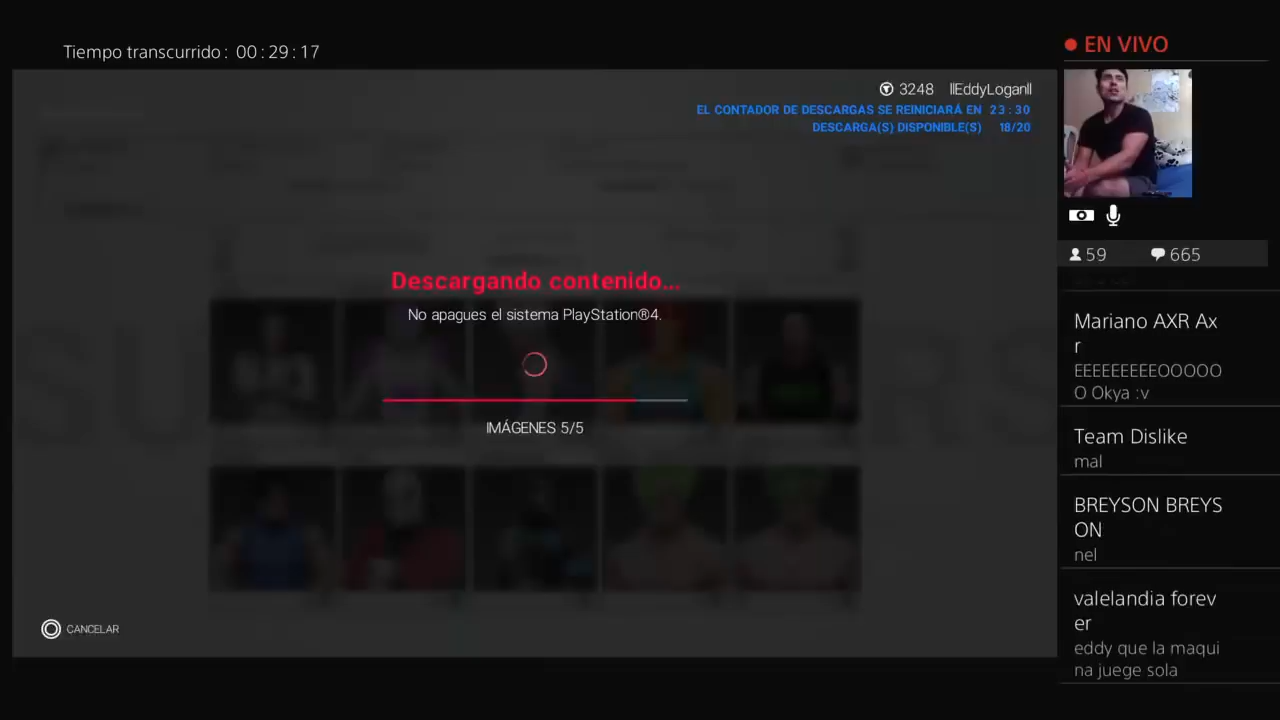 Tiempo transcurrido: 00:29:17
EN VIVO
3248 llEddyLoganll
EL CONTADOR DE DESCARGAS SE REINICIARÁ EN 23:30
DESCARGA(S) DISPONIBLE(S) 18/20
59 665
Descargando contenido...
No apagues el sistema PlayStation®4.
IMÁGENES 5/5
CANCELAR
Mariano AXR Ax
r
EEEEEEEEEOOOOO
O Okya :v
Team Dislike
mal
BREYSON BREYS
ON
nel
valelandia forev
er
eddy que la maqui
na juege sola